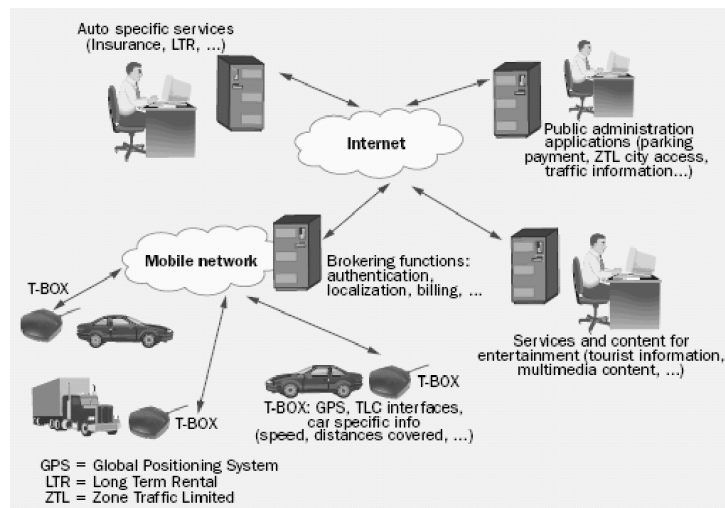 Auto specific services
(Insurance, LTR, ...)
Internet
Public administration
applications (parking
payment, ZTL city access,
traffic information...)
Mobile network
Brokering functions:
authentication,
localization, billing, ...
T-BOX
Services and content for
entertainment (tourist information,
multimedia content, ...)
T-BOX
T-BOX
T-BOX: GPS, TLC interfaces,
car specific info
(speed, distances covered, ...)
GPS = Global Positioning System
LTR = Long Term Rental
ZTL = Zone Traffic Limited